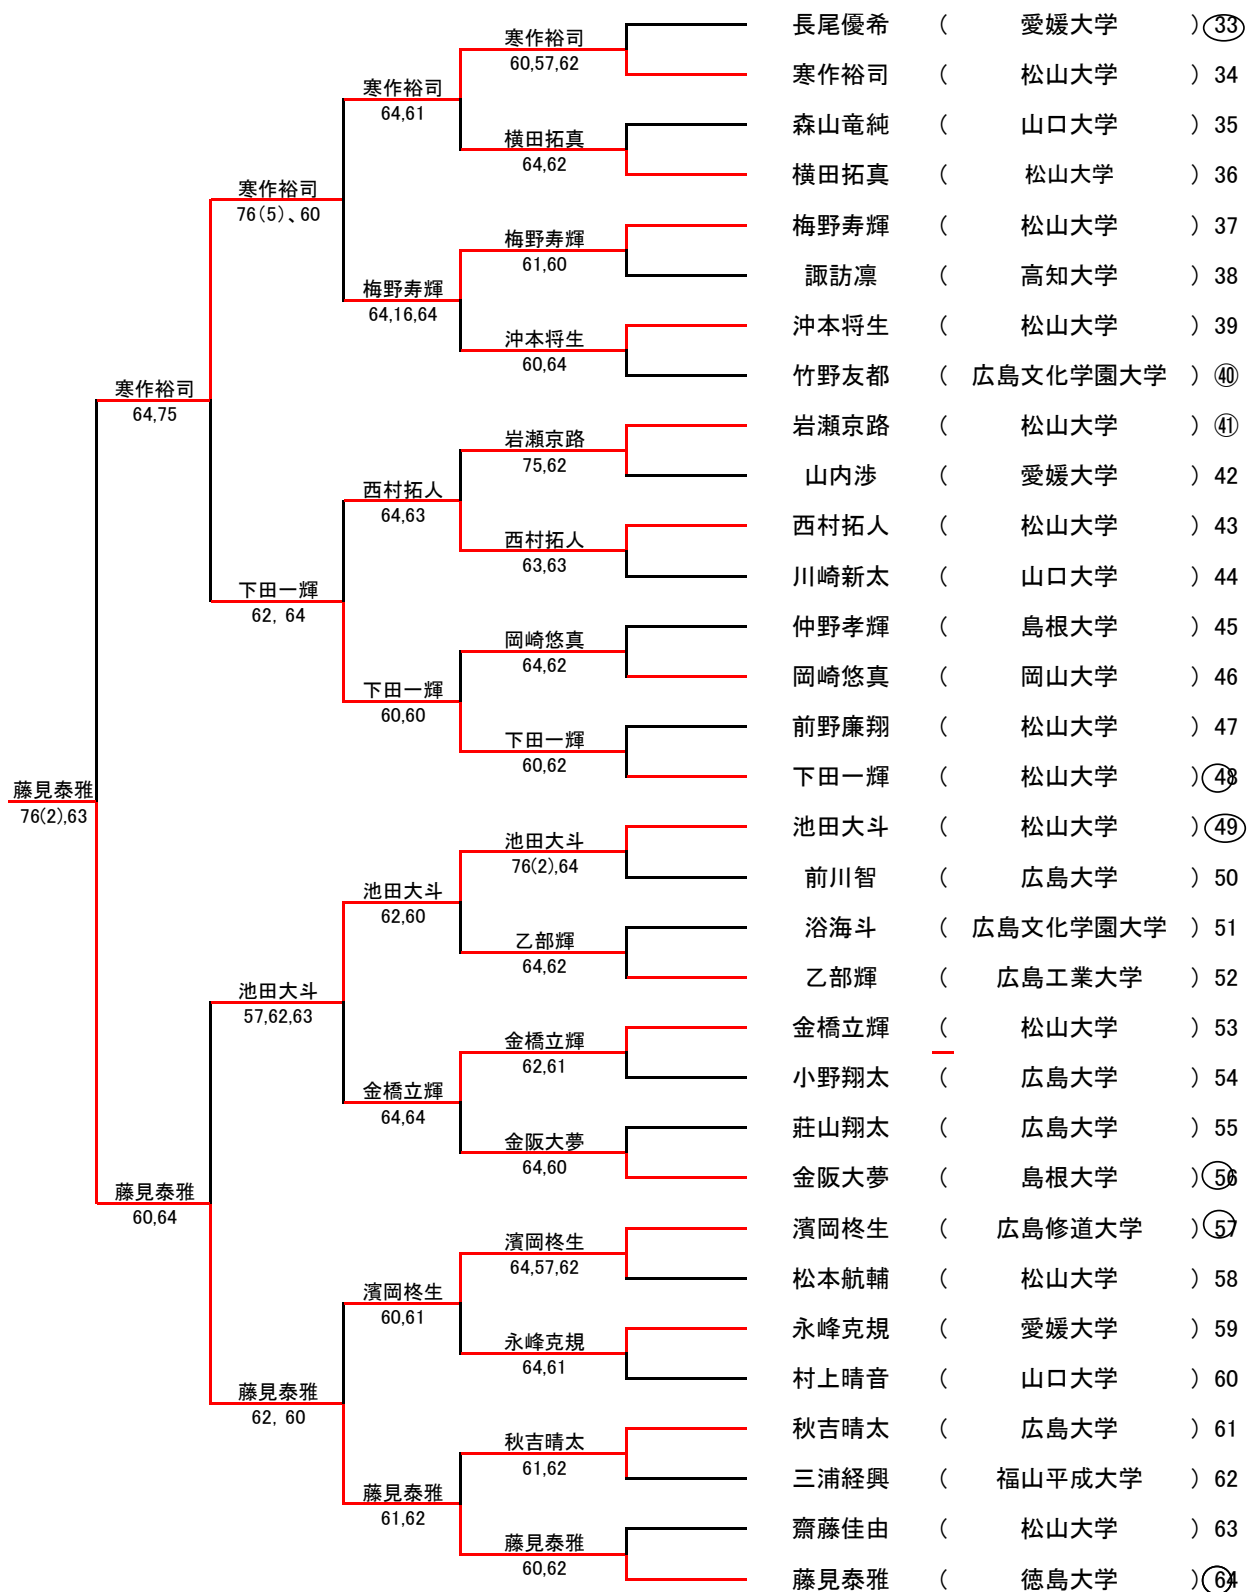 長尾優希 ( 愛媛大学 ) 33
寒作裕司
60,57,62
寒作裕司 ( 松山大学 ) 34
寒作裕司
64,61
森山竜純 ( 山口大学 ) 35
横田拓真
64,62
横田拓真 ( 松山大学 ) 36
寒作裕司
76(5)、60
梅野寿輝 ( 松山大学 ) 37
梅野寿輝
61,60
諏訪凛 ( 高知大学 ) 38
梅野寿輝
64,16,64
沖本将生 ( 松山大学 ) 39
沖本将生
60,64
竹野友都 ( 広島文化学園大学 ) ㊵
寒作裕司
64,75
岩瀬京路 ( 松山大学 ) ㊶
岩瀬京路
75,62
山内渉 ( 愛媛大学 ) 42
西村拓人
64,63
西村拓人 ( 松山大学 ) 43
西村拓人
63,63
川崎新太 ( 山口大学 ) 44
下田一輝
62, 64
仲野孝輝 ( 島根大学 ) 45
岡崎悠真
64,62
岡崎悠真 ( 岡山大学 ) 46
下田一輝
60,60
前野廉翔 ( 松山大学 ) 47
下田一輝
60,62
下田一輝 ( 松山大学 ) 48
藤見泰雅
76(2),63
池田大斗 ( 松山大学 ) 49
池田大斗
76(2),64
前川智 ( 広島大学 ) 50
池田大斗
62,60
浴海斗 ( 広島文化学園大学 ) 51
乙部輝
64,62
乙部輝 ( 広島工業大学 ) 52
池田大斗
57,62,63
金橋立輝 ( 松山大学 ) 53
金橋立輝
62,61
小野翔太 ( 広島大学 ) 54
金橋立輝
64,64
莊山翔太 ( 広島大学 ) 55
金阪大夢
64,60
金阪大夢 ( 島根大学 ) 56
藤見泰雅
60,64
濱岡柊生 ( 広島修道大学 ) 57
濱岡柊生
64,57,62
松本航輔 ( 松山大学 ) 58
濱岡柊生
60,61
永峰克規 ( 愛媛大学 ) 59
永峰克規
64,61
村上晴音 ( 山口大学 ) 60
藤見泰雅
62, 60
秋吉晴太 ( 広島大学 ) 61
秋吉晴太
61,62
三浦経興 ( 福山平成大学 ) 62
藤見泰雅
61,62
齋藤佳由 ( 松山大学 ) 63
藤見泰雅
60,62
藤見泰雅 ( 徳島大学 ) 64